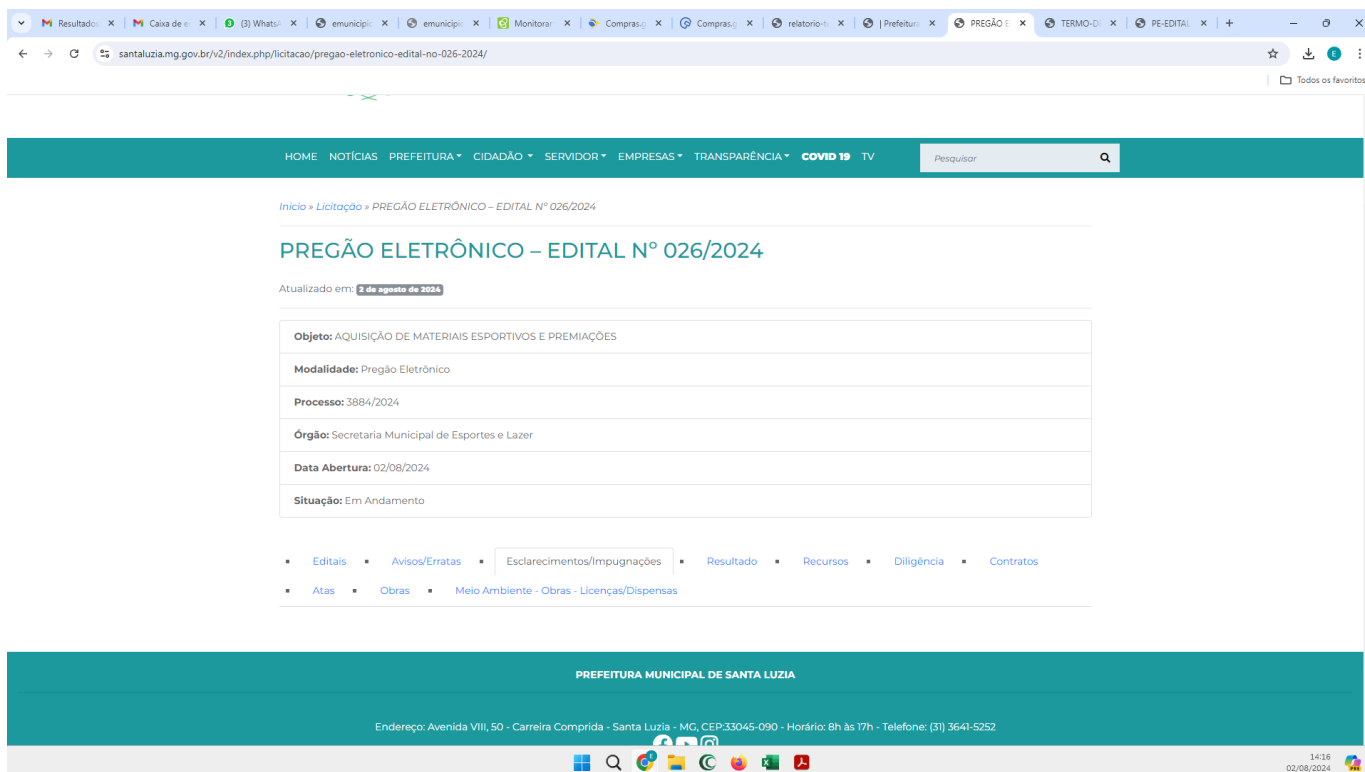 Resultado
Caixa de e
(3) WhatsA
emunicipio
emunicipio
Monitorar
Compras.g
Compras.g
relatorio-te
| Prefeitura
PREGÃO E
TERMO-DE
PE-EDITAL
santaluzia.mg.gov.br/v2/index.php/licitacao/pregao-eletronico-edital-no-026-2024/
E
Todos os favoritos
HOME NOTÍCIAS PREFEITURA CIDADÃO SERVIDOR EMPRESAS TRANSPARÊNCIA COVID 19 TV Pesquisar
Início » Licitação » PREGÃO ELETRÔNICO – EDITAL Nº 026/2024
PREGÃO ELETRÔNICO – EDITAL Nº 026/2024
Atualizado em: 2 de agosto de 2024
Objeto: AQUISIÇÃO DE MATERIAIS ESPORTIVOS E PREMIAÇÕES
Modalidade: Pregão Eletrônico
Processo: 3884/2024
Órgão: Secretaria Municipal de Esportes e Lazer
Data Abertura: 02/08/2024
Situação: Em Andamento
Editais Avisos/Erratas Esclarecimentos/Impugnações Resultado Recursos Diligência Contratos
Atas Obras Meio Ambiente - Obras - Licenças/Dispensas
PREFEITURA MUNICIPAL DE SANTA LUZIA
Endereço: Avenida VIII, 50 - Carreira Comprida - Santa Luzia - MG, CEP:33045-090 - Horário: 8h às 17h - Telefone: (31) 3641-5252
14:16
02/08/2024